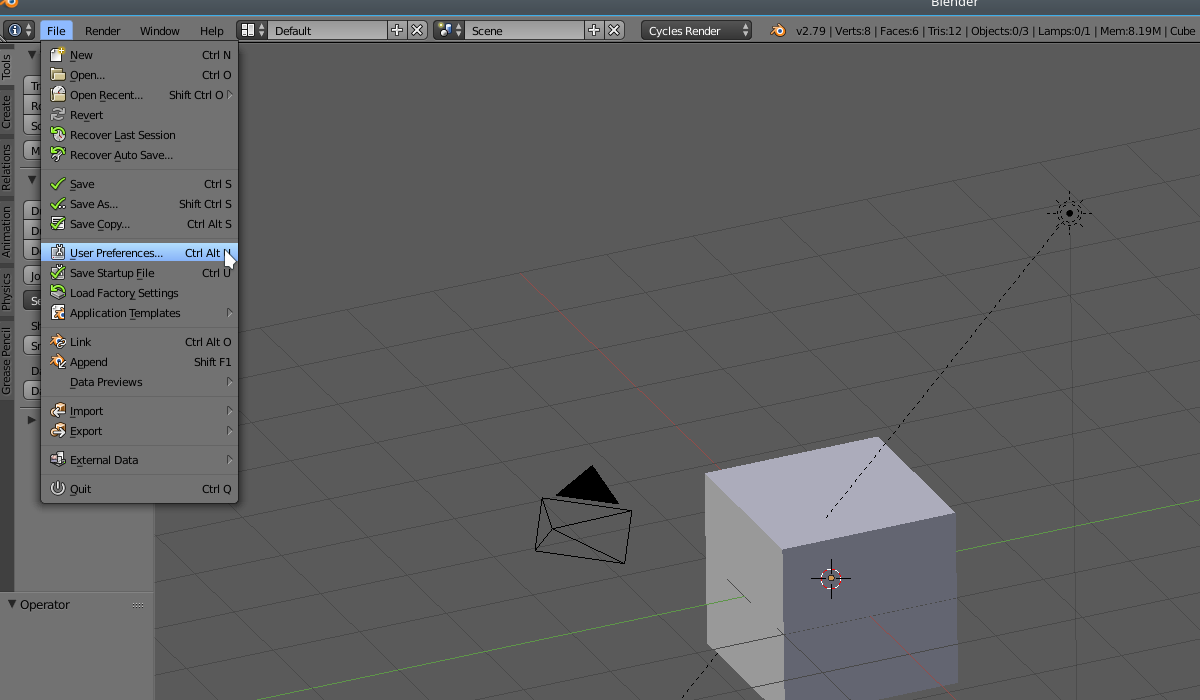 Blender
File Render Window Help Default Scene Cycles Render v2.79 | Verts:8 | Faces:6 | Tris:12 | Objects:0/3 | Lamps:0/1 | Mem:8.19M | Cube
New Ctrl N
Open... Ctrl O
Open Recent... Shift Ctrl O
Revert
Recover Last Session
Recover Auto Save...
Save Ctrl S
Save As... Shift Ctrl S
Save Copy... Ctrl Alt S
User Preferences... Ctrl Alt
Save Startup File Ctrl U
Load Factory Settings
Application Templates
Link Ctrl Alt O
Append Shift F1
Data Previews
Import
Export
External Data
Quit Ctrl Q
Tools
Create
Relations
Animation
Physics
Grease Pencil
Operator